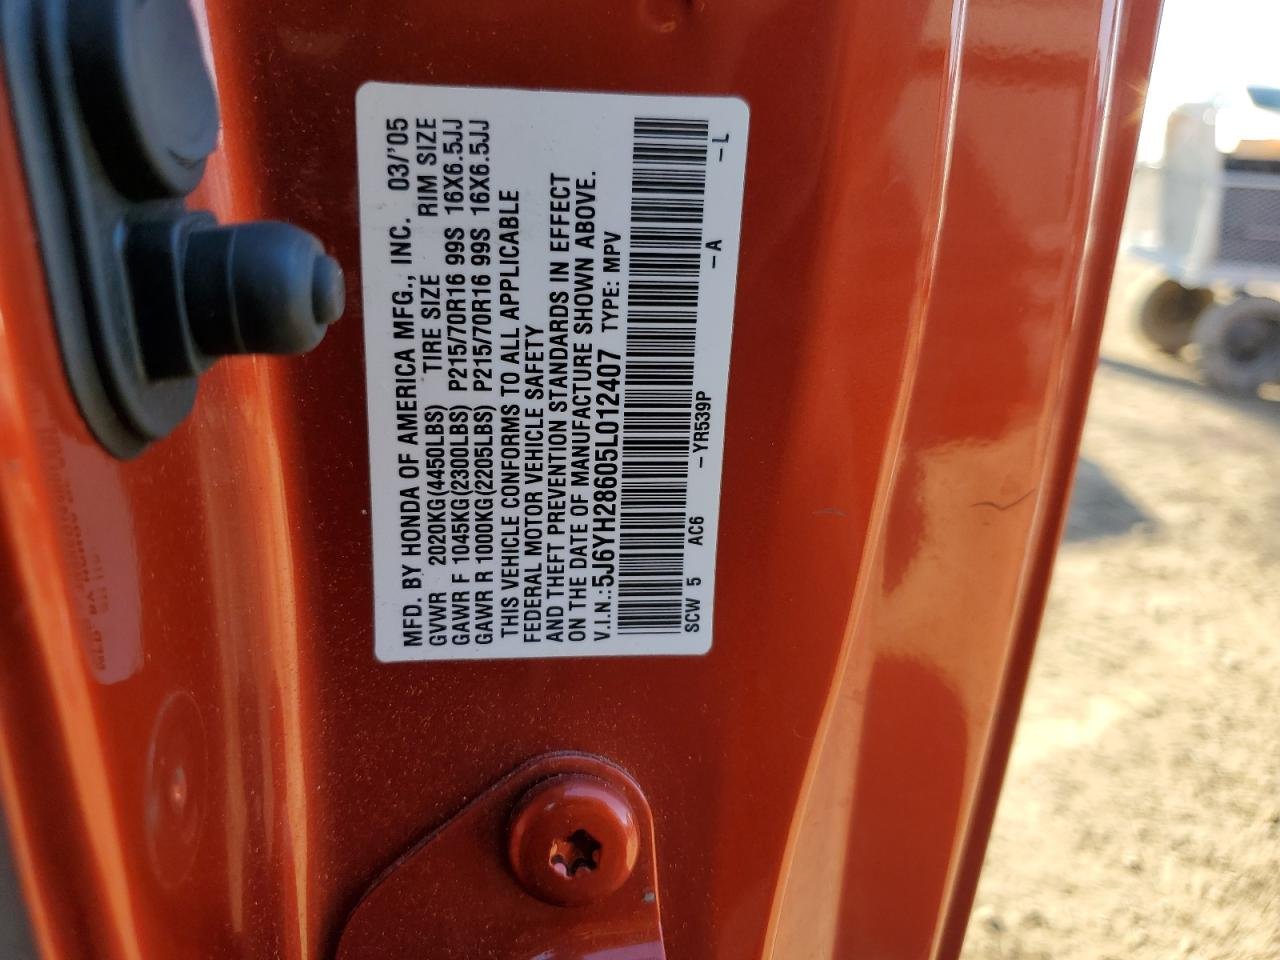 MFD. BY HONDA OF AMERICA MFG., INC. 03/'05
GVWR 2020KG(4450LBS) TIRE SIZE RIM SIZE
GAWR F 1045KG(2300LBS) P215/70R16 99S 16X6.5JJ
GAWR R 1000KG(2205LBS) P215/70R16 99S 16X6.5JJ
THIS VEHICLE CONFORMS TO ALL APPLICABLE
FEDERAL MOTOR VEHICLE SAFETY
AND THEFT PREVENTION STANDARDS IN EFFECT
ON THE DATE OF MANUFACTURE SHOWN ABOVE.
V.I.N.:5J6YH28605L012407 TYPE: MPV
SCW 5 AC6 -YR539P -A -L